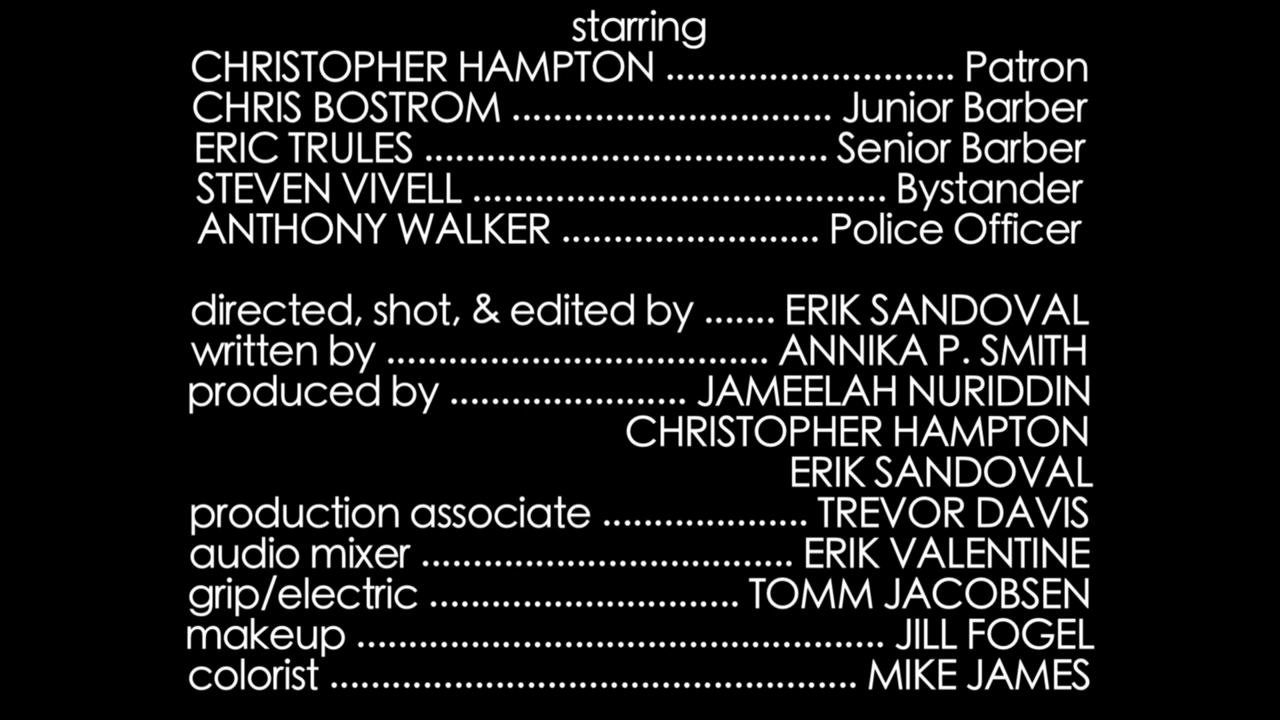 starring
CHRISTOPHER HAMPTON ............................ Patron
CHRIS BOSTROM ............................... Junior Barber
ERIC TRULES ....................................... Senior Barber
STEVEN VIVELL ........................................ Bystander
ANTHONY WALKER ......................... Police Officer
directed, shot, & edited by ....... ERIK SANDOVAL
written by ..................................... ANNIKA P. SMITH
produced by ....................... JAMEELAH NURIDDIN
CHRISTOPHER HAMPTON
ERIK SANDOVAL
production associate .................... TREVOR DAVIS
audio mixer .................................... ERIK VALENTINE
grip/electric .............................. TOMM JACOBSEN
makeup ................................................... JILL FOGEL
colorist ................................................... MIKE JAMES